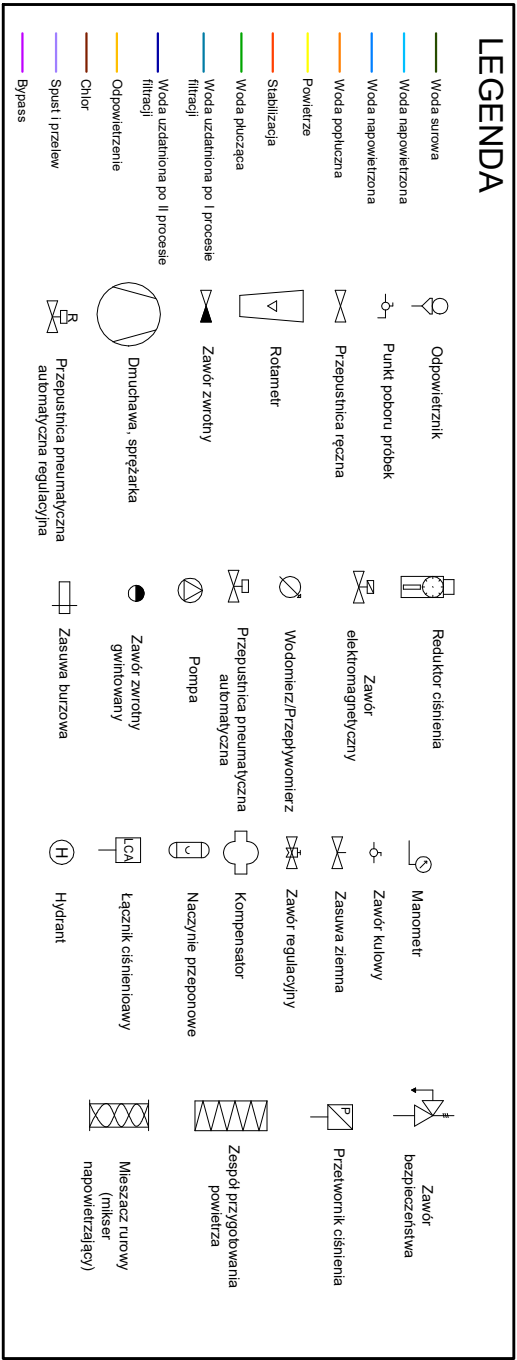 LEGENDA
Woda surowa
Woda napowietrzona
Woda napowietrzona
Woda popłuczna
Powietrze
Stabilizacja
Woda płucząca
Woda uzdatniona po I procesie
filtracji
Woda uzdatniona po II procesie
filtracji
Odpowietrzenie
Chlor
Spust i przelew
Bypass
Odpowietrznik
Punkt poboru próbek
Przepustnica ręczna
Rotametr
Zawór zwrotny
Dmuchawa, sprężarka
R
Przepustnica pneumatyczna
automatyczna regulacyjna
Reduktor ciśnienia
Zawór
elektromagnetyczny
Wodomierz/Przepływomierz
Przepustnica pneumatyczna
automatyczna
Pompa
Zawór zwrotny
gwintowany
Zasuwa burzowa
Manometr
Zawór kulowy
Zasuwa ziemna
Zawór regulacyjny
Kompensator
Naczynie przeponowe
LCA
Łącznik ciśnienioawy
H
Hydrant
Zawór
bezpieczeństwa
P
Przetwornik ciśnienia
Zespół przygotowania
powietrza
Mieszacz rurowy
(mikser
napowietrzający)